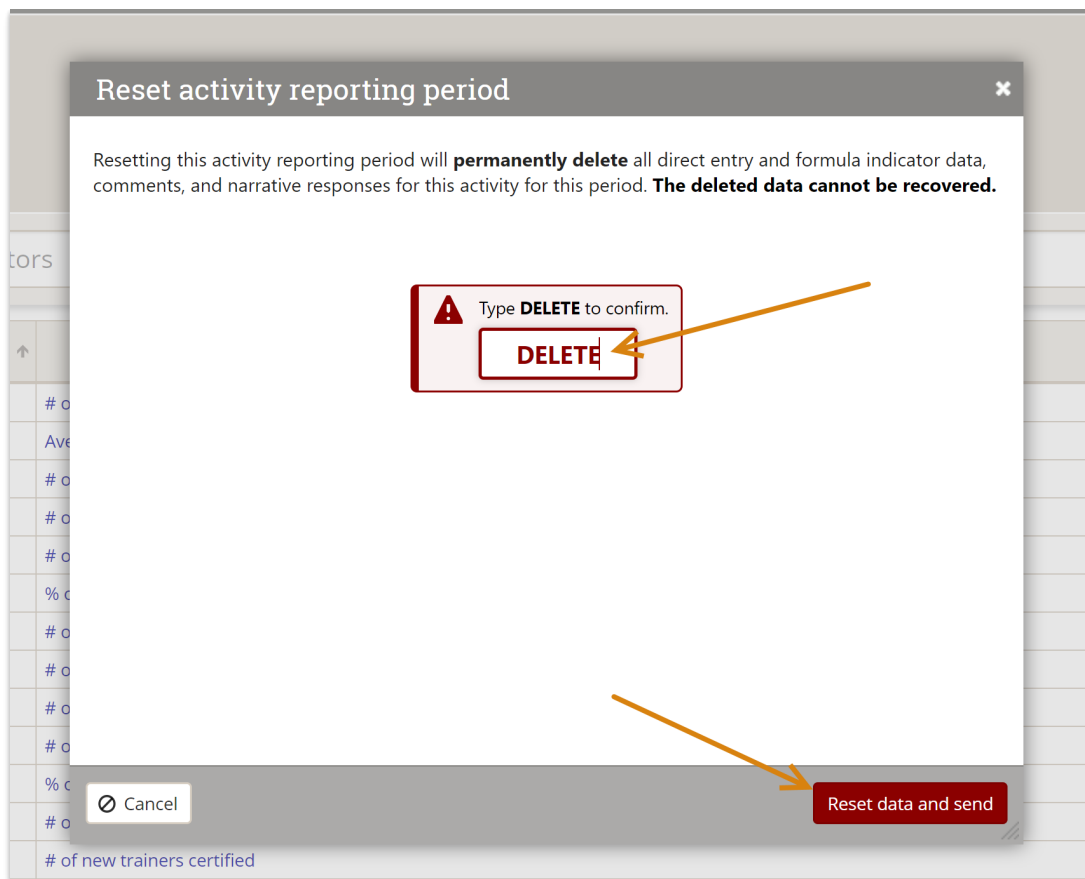 Reset activity reporting period
Resetting this activity reporting period will permanently delete all direct entry and formula indicator data,
comments, and narrative responses for this activity for this period. The deleted data cannot be recovered.
tors
Type DELETE to confirm.
DELETE
# o
Ave
# o
# o
# o
% c
# o
# o
# o
# o
% c
Cancel
Reset data and send
# o
# of new trainers certified